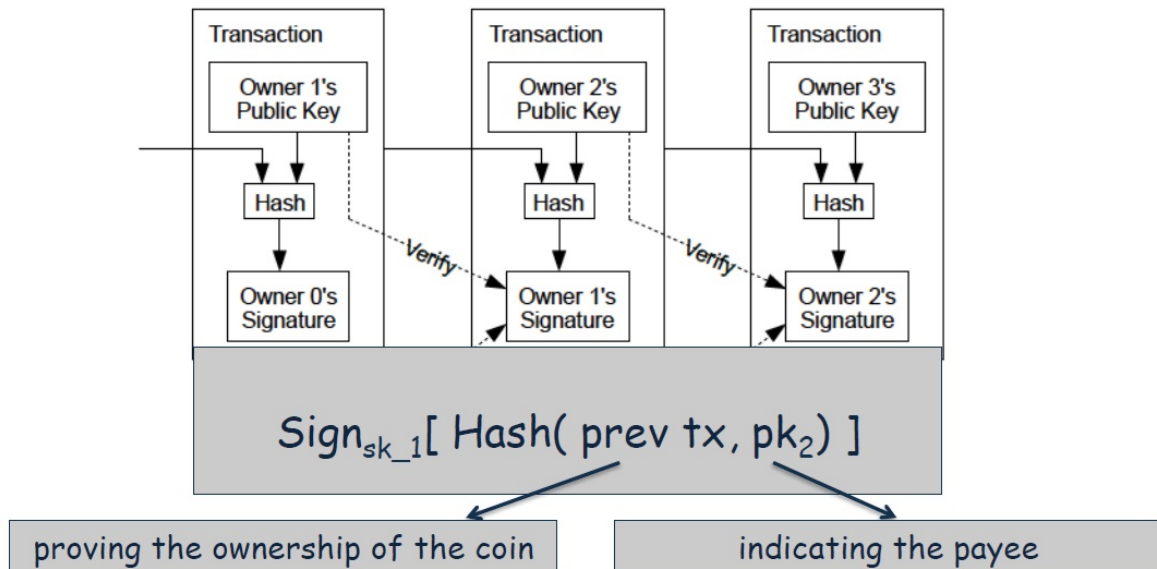 Transaction
Transaction
Transaction
Owner 1's
Public Key
Owner 2's
Public Key
Owner 3's
Public Key
Hash
Hash
Hash
Verify
Verify
Owner 0's
Signature
Owner 1's
Signature
Owner 2's
Signature
Sign_sk_1[ Hash( prev tx, pk₂) ]
proving the ownership of the coin
indicating the payee